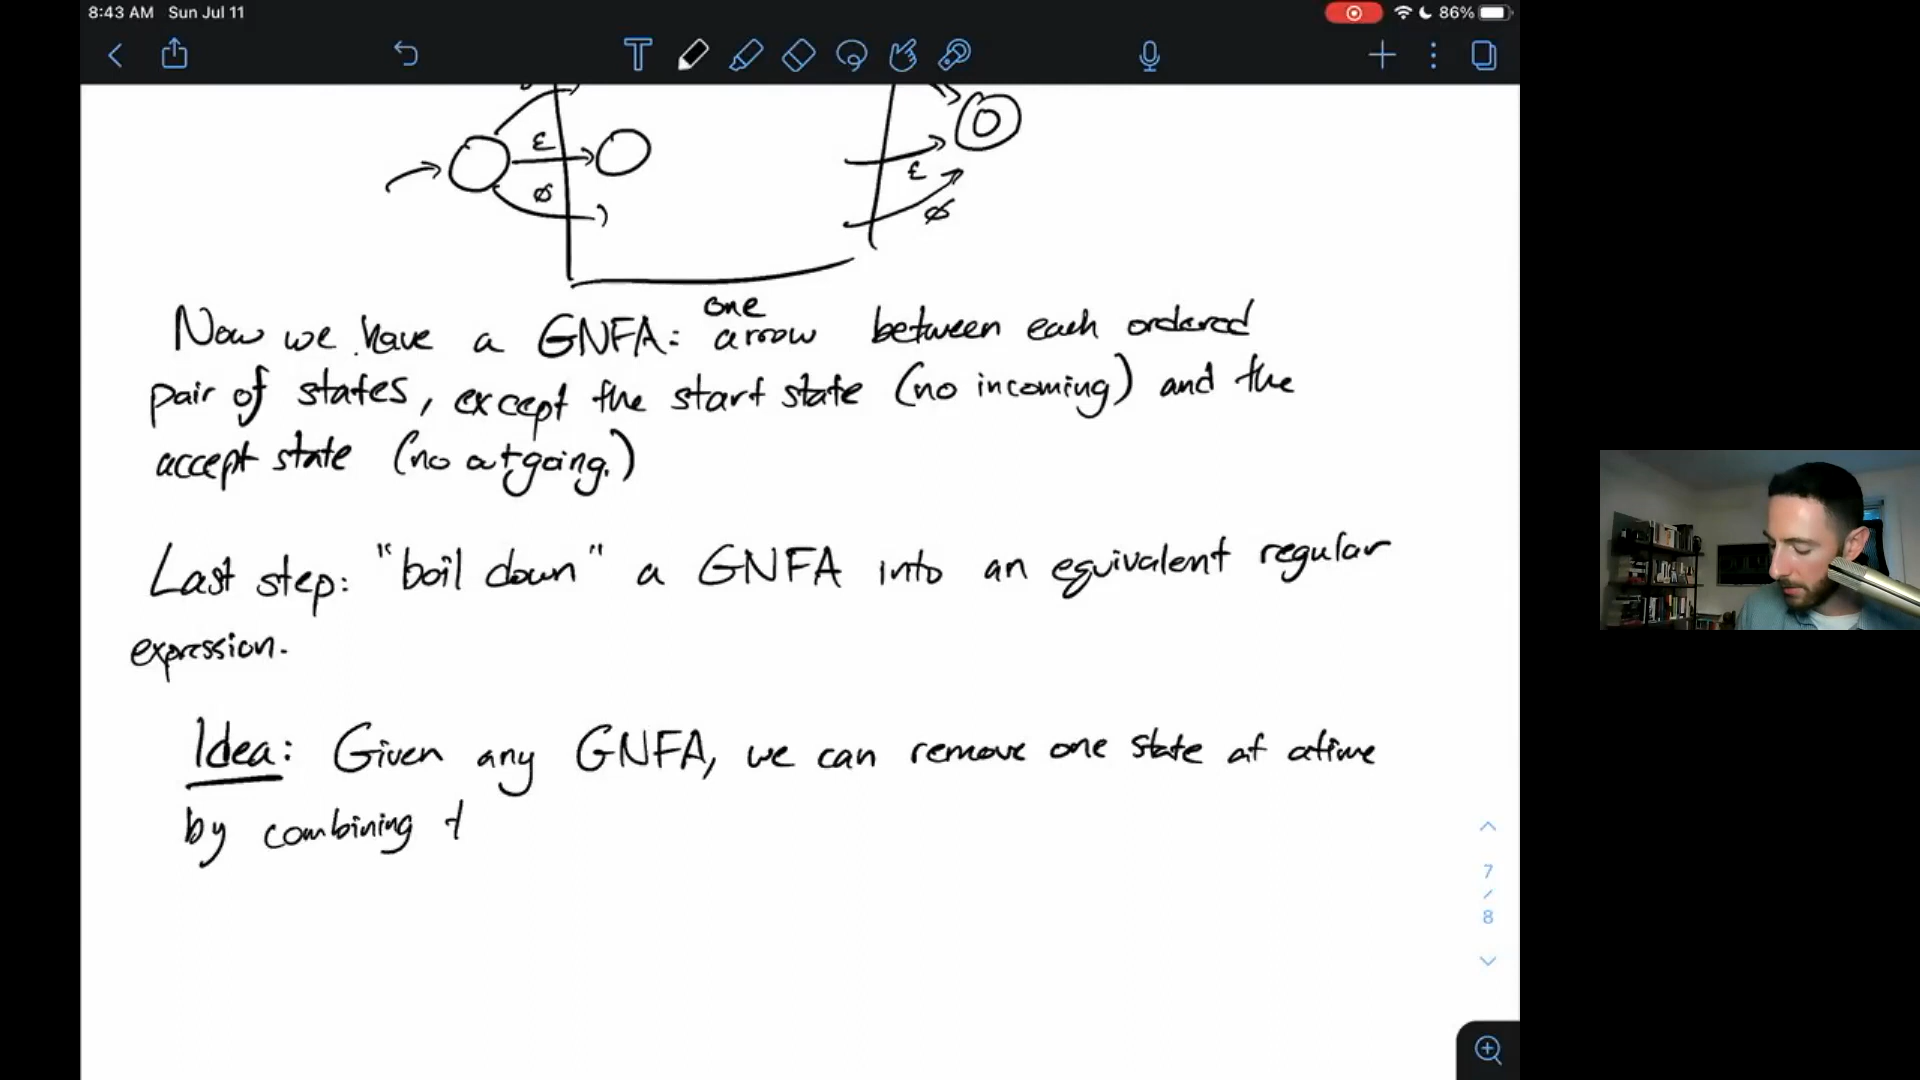 8:43 AM Sun Jul 11
86%
ε
ε
ø
ø
one
Now we have a GNFA: arrow between each ordered
pair of states, except the start state (no incoming) and the
accept state (no outgoing.)
Last step: "boil down" a GNFA into an equivalent regular
expression.
Idea: Given any GNFA, we can remove one state at a time
by combining
7
/
8